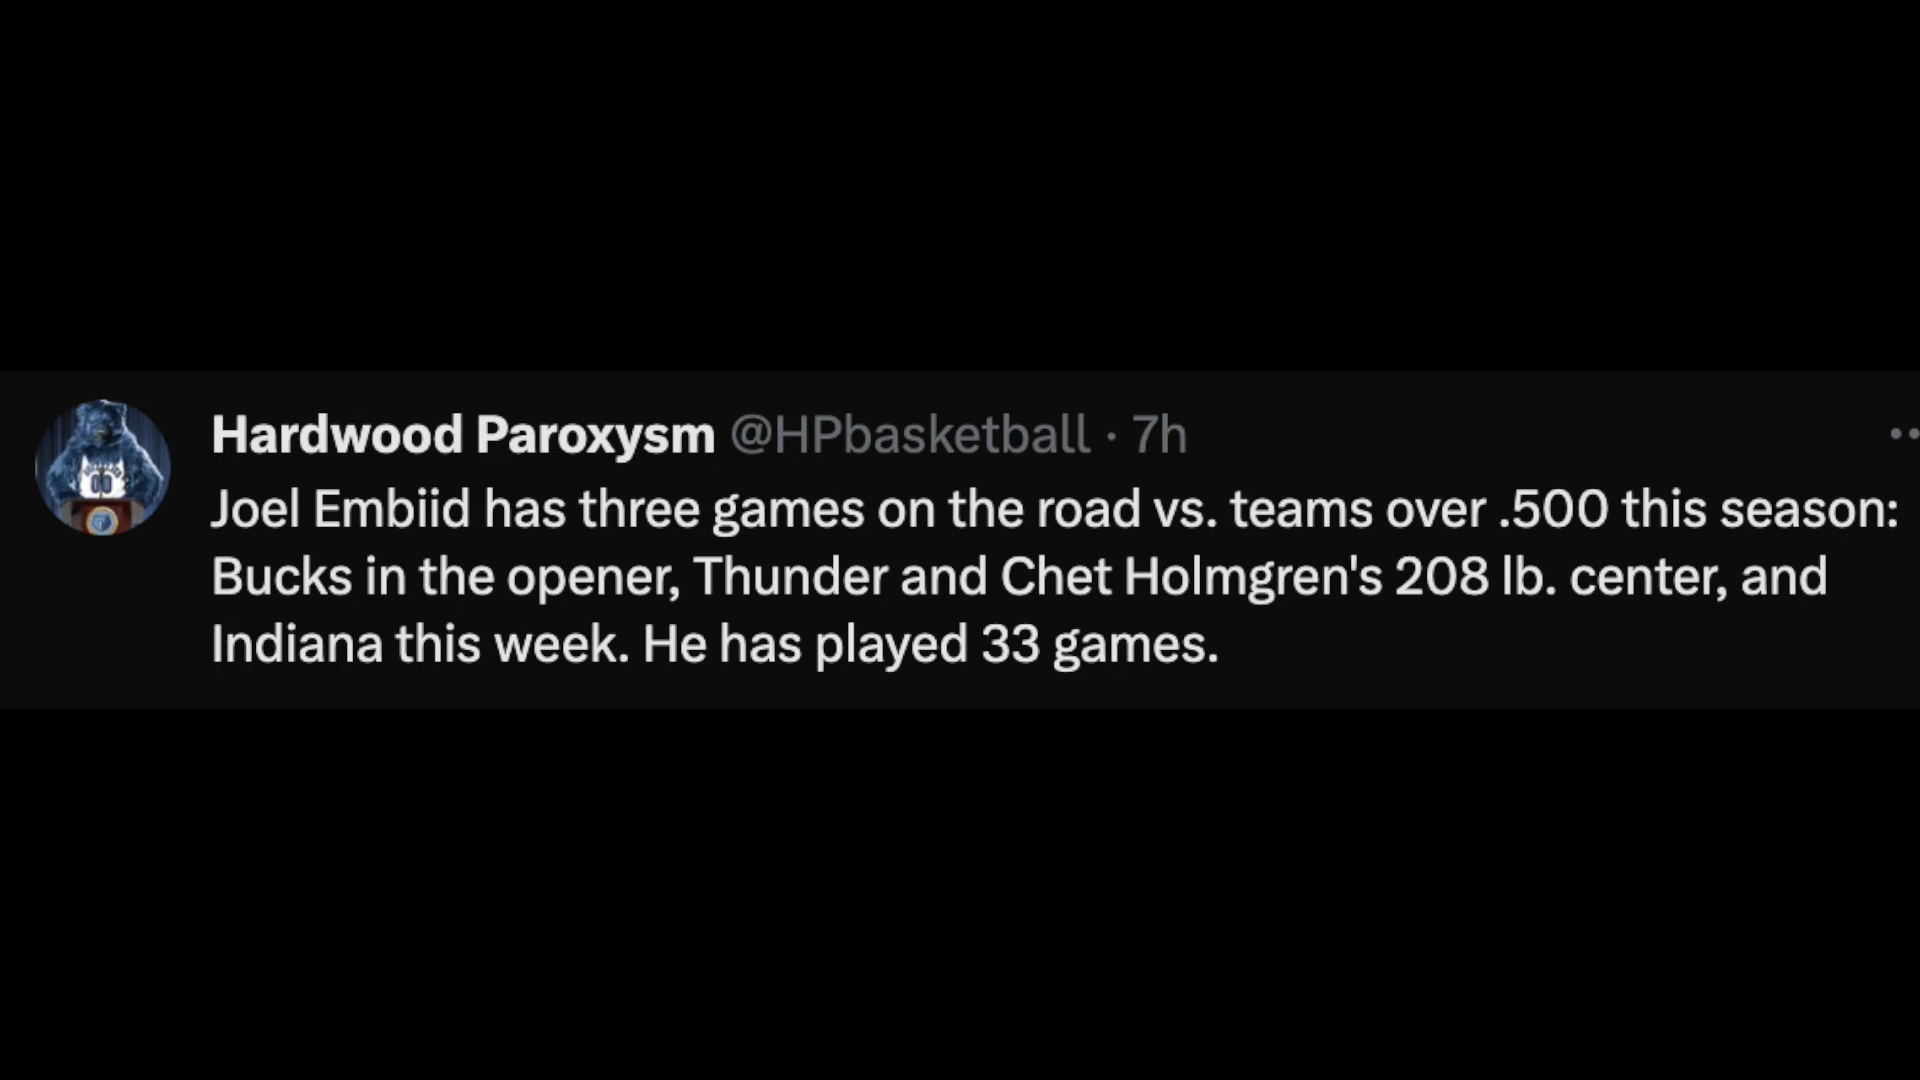 Hardwood Paroxysm @HPbasketball · 7h
Joel Embiid has three games on the road vs. teams over .500 this season:
Bucks in the opener, Thunder and Chet Holmgren's 208 lb. center, and
Indiana this week. He has played 33 games.